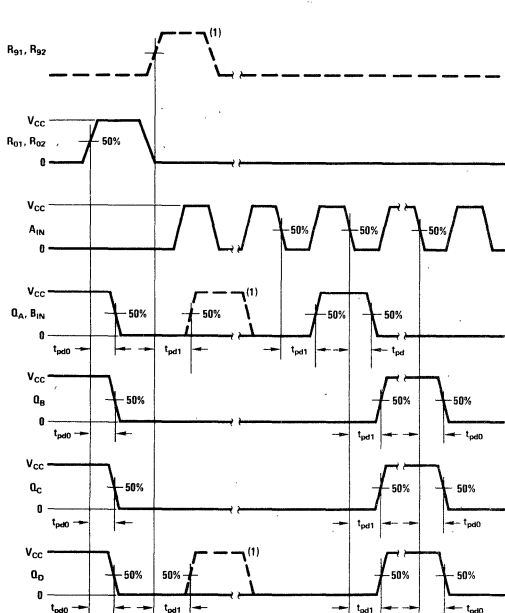 R91, R92
(1)
VCC
R01, R02
50%
0
VCC
AIN
50%
50%
50%
0
VCC
(1)
QA, BIN
50%
50%
50%
50%
0
tpd0
tpd1
tpd1
tpd
VCC
QB
50%
50%
50%
0
tpd0
tpd1
tpd0
VCC
QC
50%
50%
50%
0
tpd0
tpd1
tpd0
VCC
(1)
QD
50%
50%
50%
50%
0
tpd0
tpd1
tpd1
tpd0